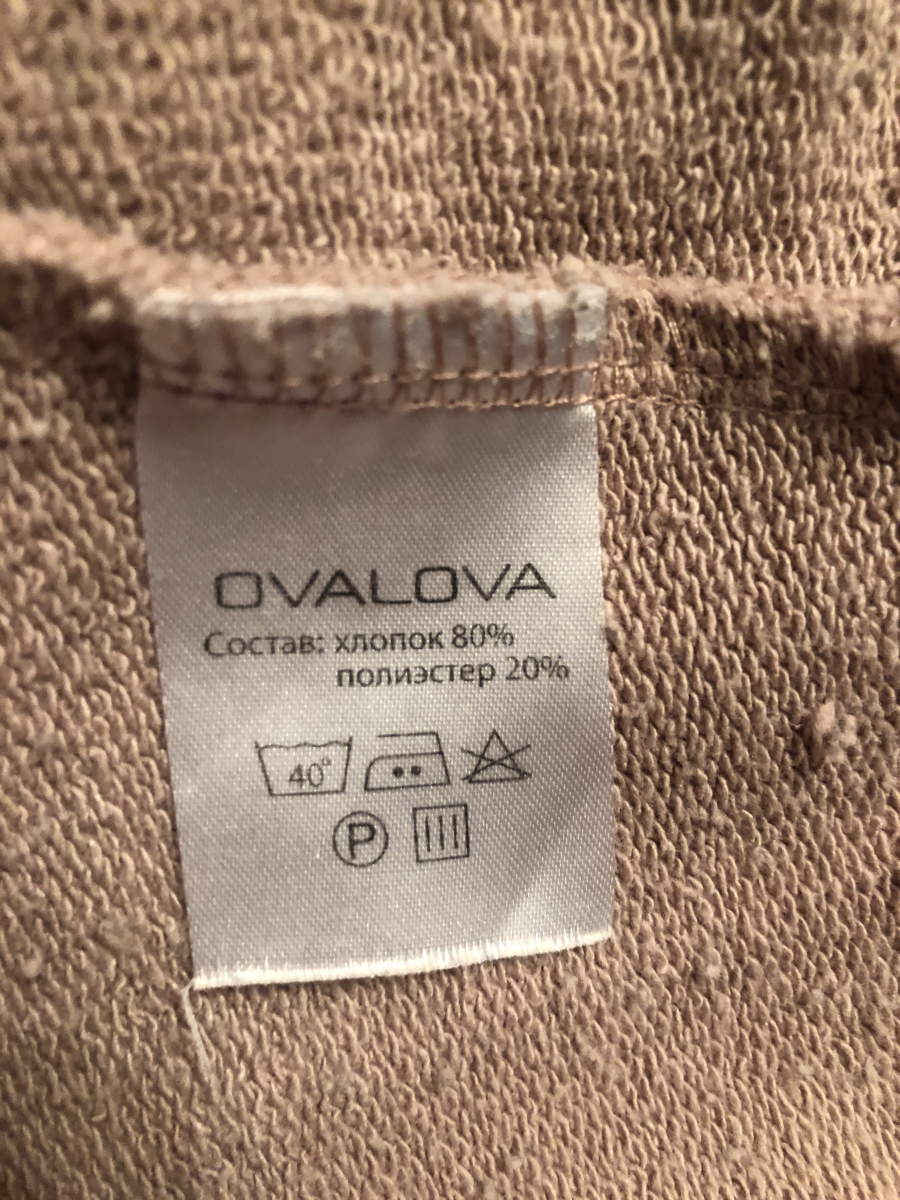 OVALOVA
Состав: хлопок 80%
полиэстер 20%
40°
P